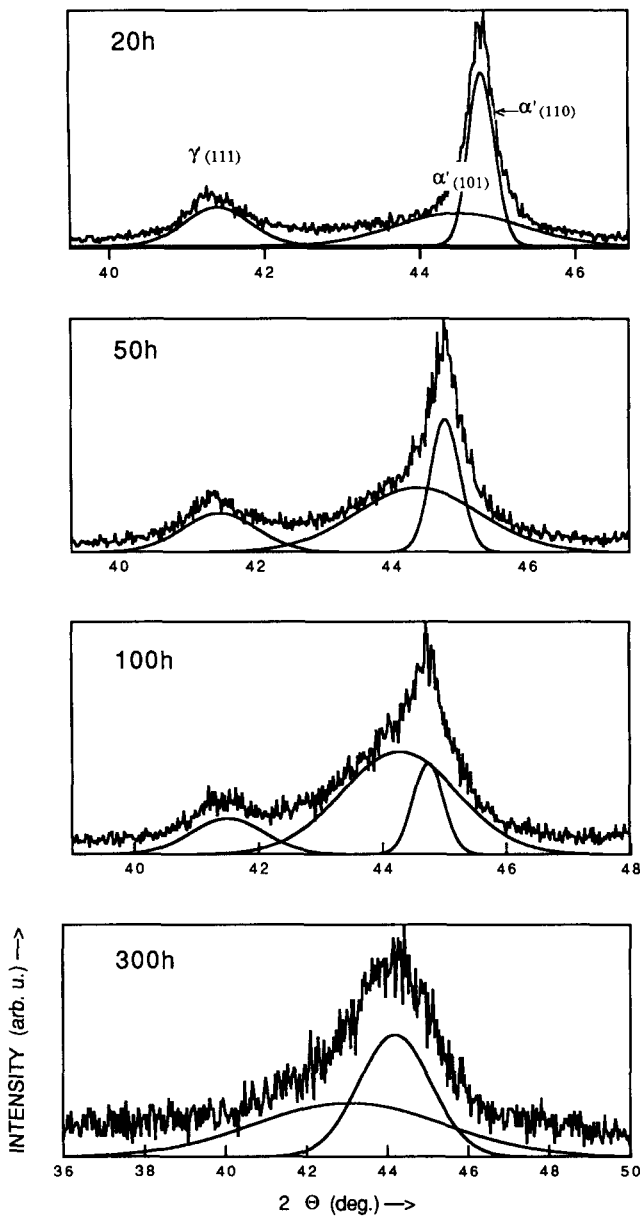 20h
α'(110)
γ(111)
α'(101)
40 42 44 46
50h
40 42 44 46
100h
40 42 44 46 48
300h
INTENSITY (arb. u.) —>
36 38 40 42 44 46 48 50
2 Θ (deg.) —>